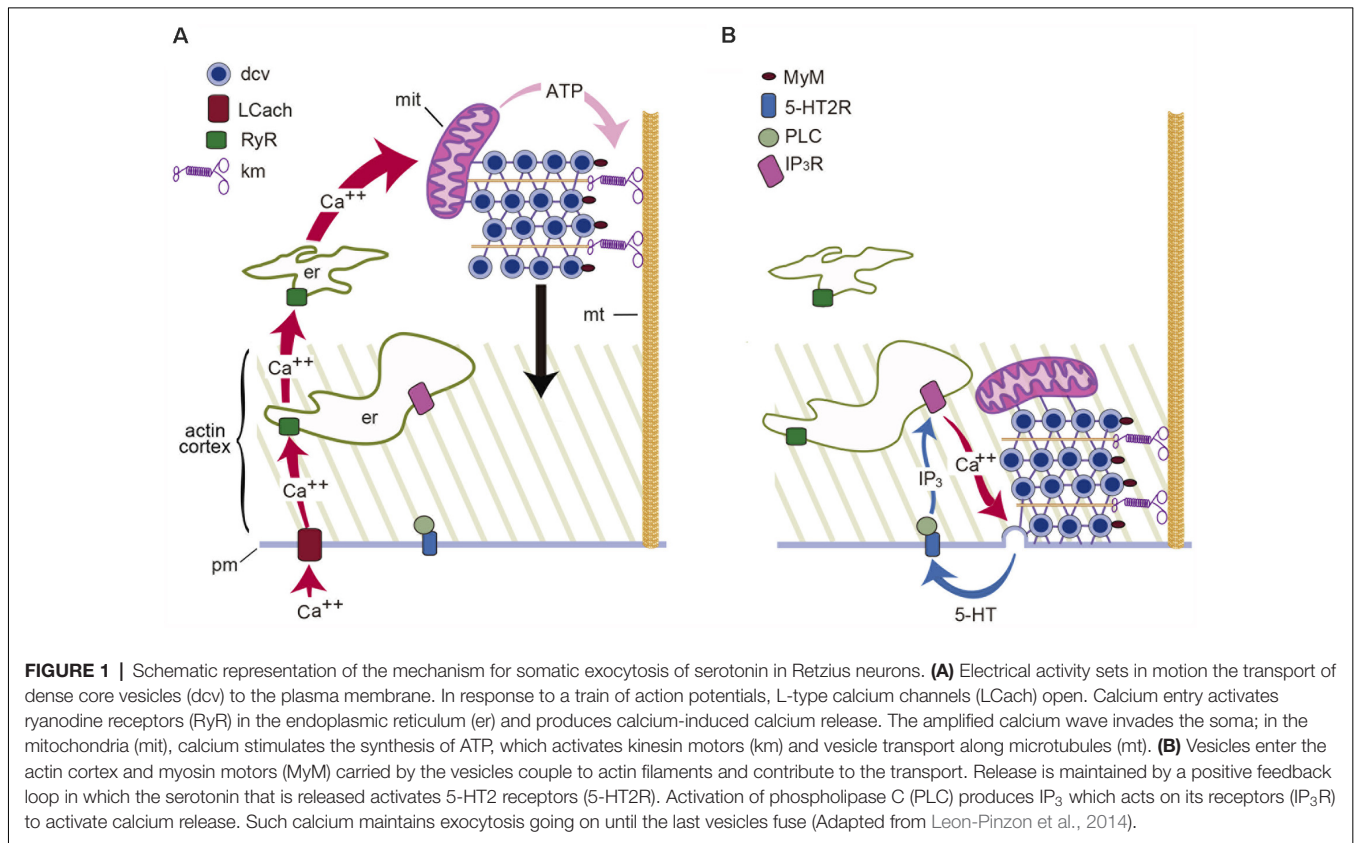 A
dcv
LCach
RyR
km
mit
ATP
Ca++
er
mt
Ca++
er
actin
cortex
Ca++
pm
Ca++
B
MyM
5-HT2R
PLC
IP₃R
Ca++
IP₃
5-HT
FIGURE 1 | Schematic representation of the mechanism for somatic exocytosis of serotonin in Retzius neurons. (A) Electrical activity sets in motion the transport of
dense core vesicles (dcv) to the plasma membrane. In response to a train of action potentials, L-type calcium channels (LCach) open. Calcium entry activates
ryanodine receptors (RyR) in the endoplasmic reticulum (er) and produces calcium-induced calcium release. The amplified calcium wave invades the soma; in the
mitochondria (mit), calcium stimulates the synthesis of ATP, which activates kinesin motors (km) and vesicle transport along microtubules (mt). (B) Vesicles enter the
actin cortex and myosin motors (MyM) carried by the vesicles couple to actin filaments and contribute to the transport. Release is maintained by a positive feedback
loop in which the serotonin that is released activates 5-HT2 receptors (5-HT2R). Activation of phospholipase C (PLC) produces IP₃ which acts on its receptors (IP₃R)
to activate calcium release. Such calcium maintains exocytosis going on until the last vesicles fuse (Adapted from Leon-Pinzon et al., 2014).